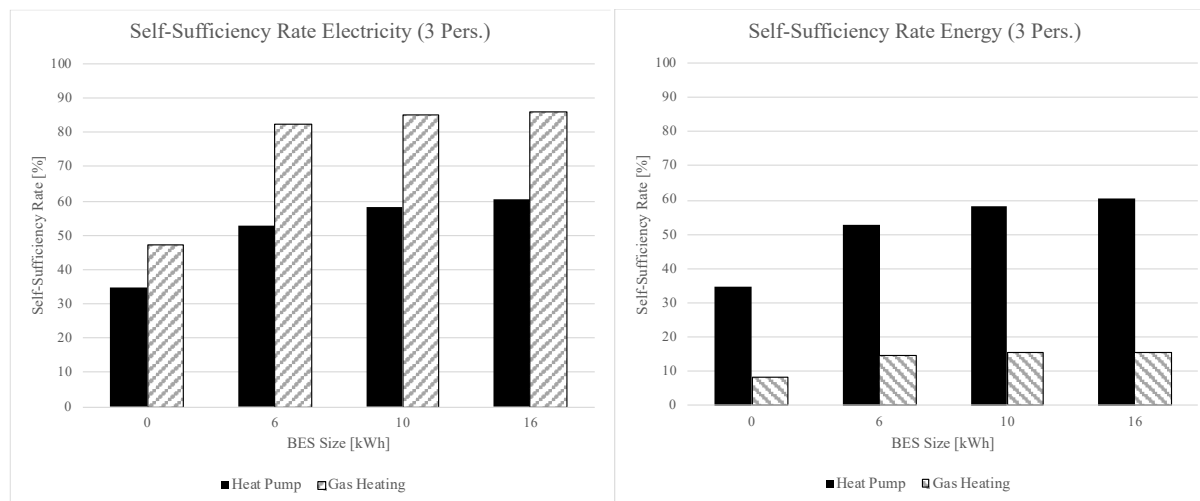 Self-Sufficiency Rate Electricity (3 Pers.)
Self-Sufficiency Rate [%]
100
90
80
70
60
50
40
30
20
10
0
0 6 10 16
BES Size [kWh]
Heat Pump Gas Heating
Self-Sufficiency Rate Energy (3 Pers.)
Self-Sufficiency Rate [%]
100
90
80
70
60
50
40
30
20
10
0
0 6 10 16
BES Size [kWh]
Heat Pump Gas Heating